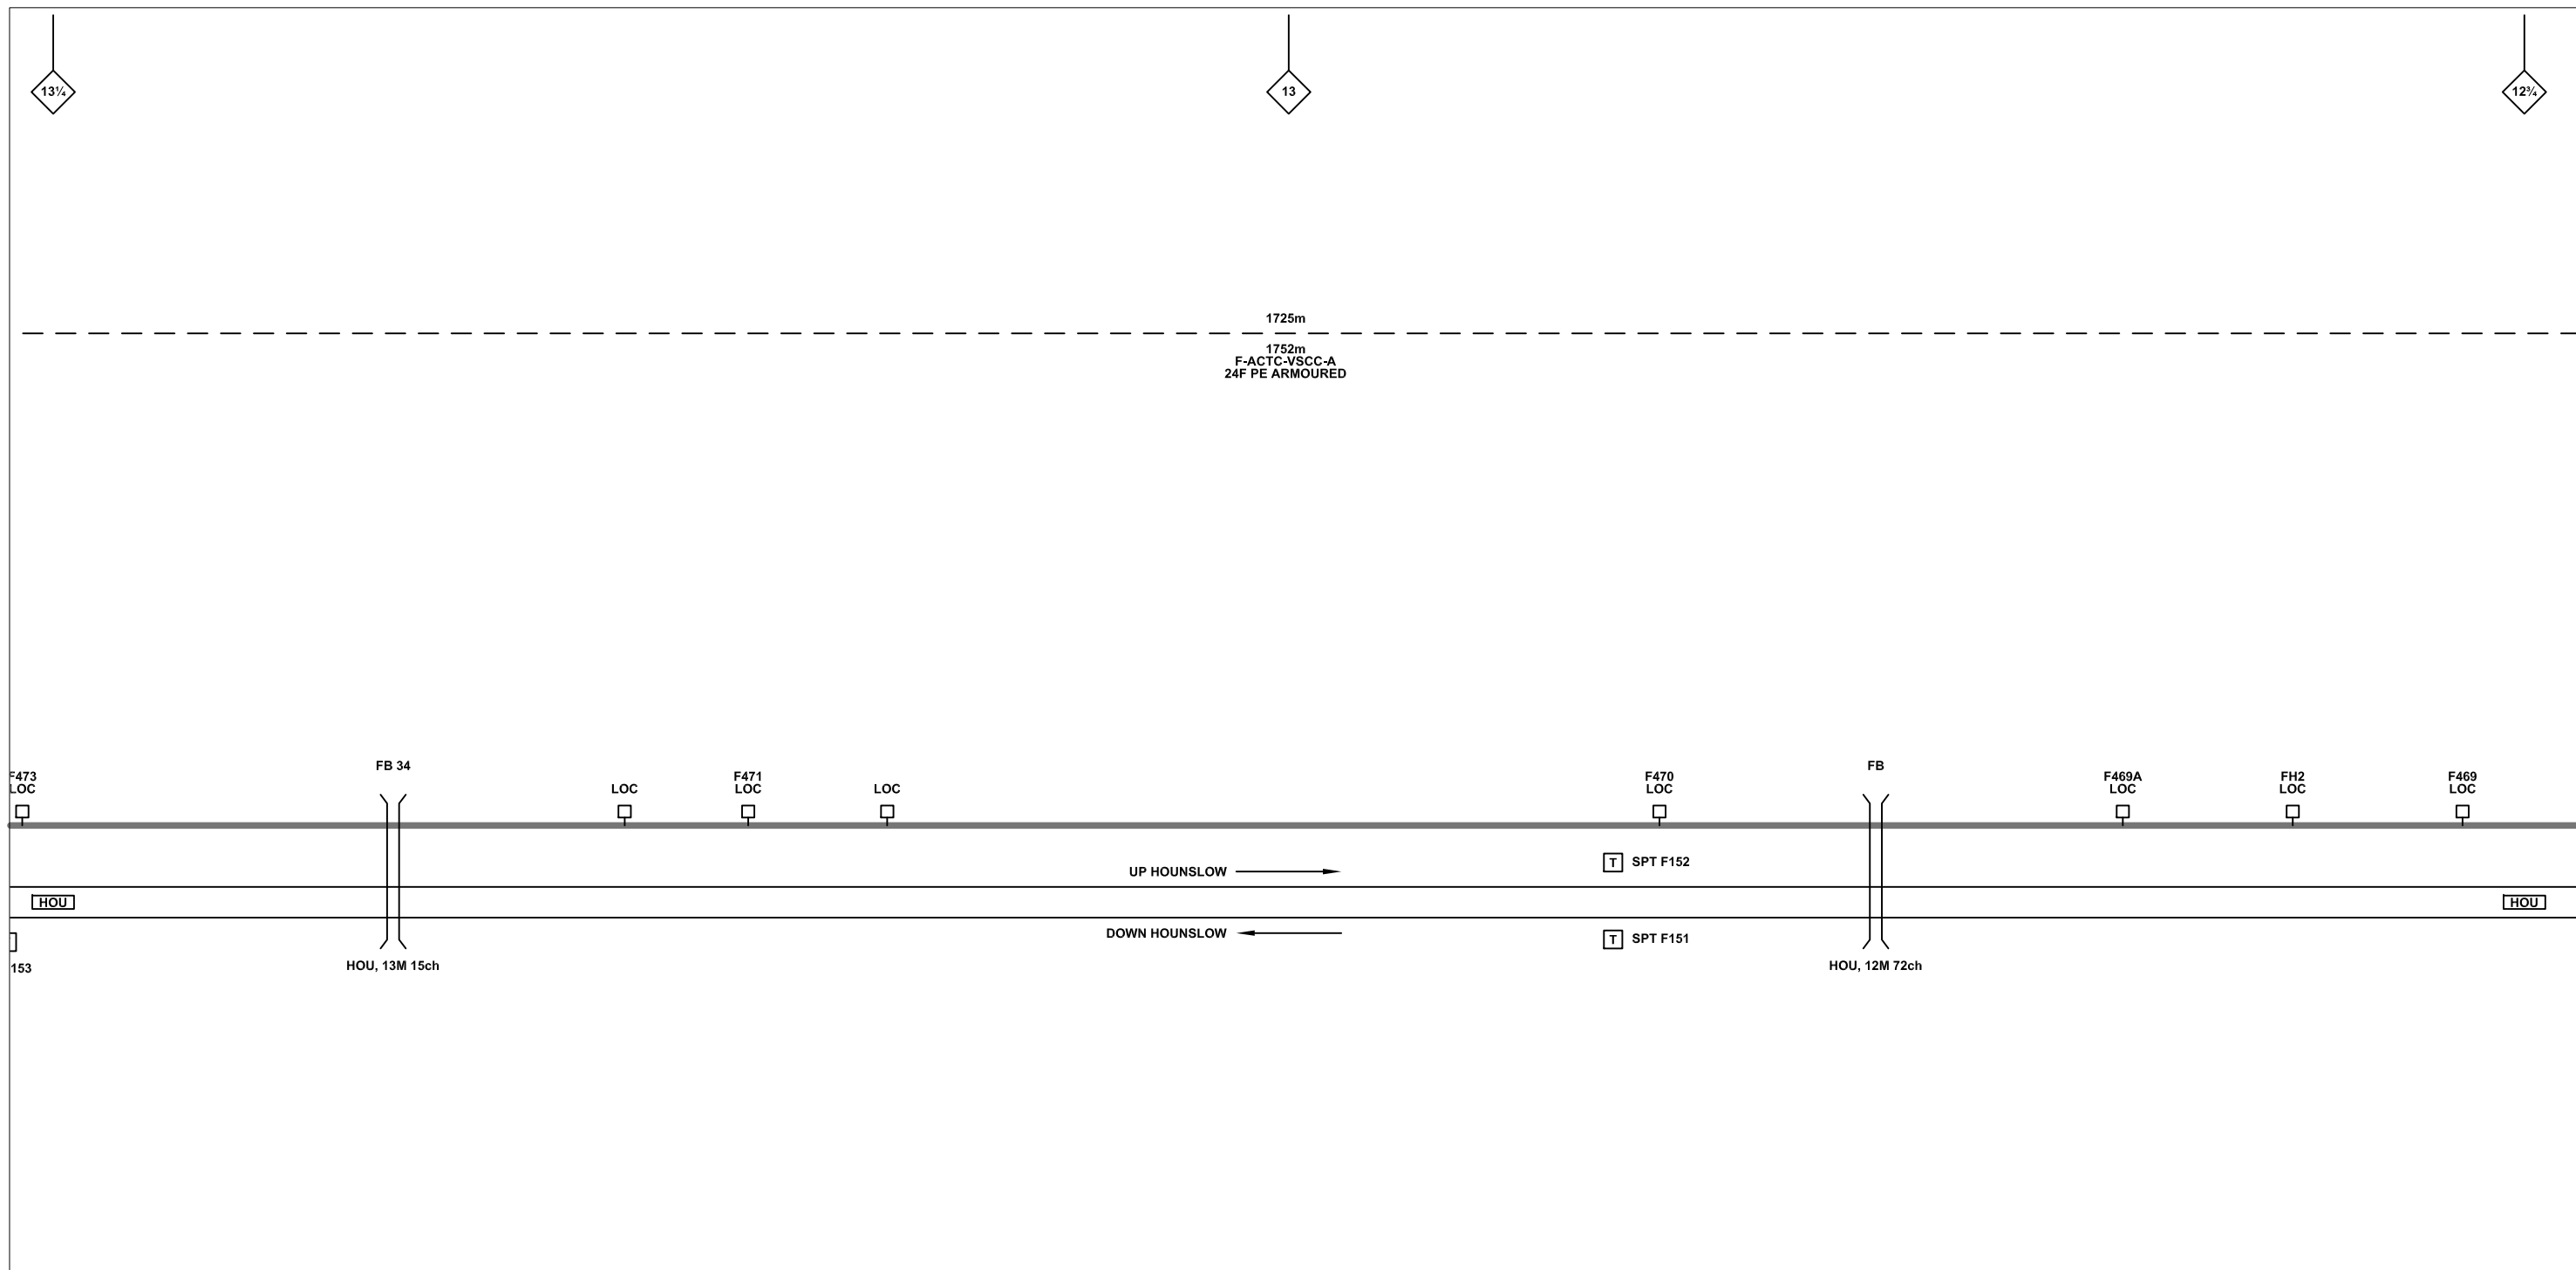 13¼
13
12¾
1725m
1752m
F-ACTC-VSCC-A
24F PE ARMOURED
F473
LOC
FB 34
LOC
F471
LOC
LOC
F470
LOC
FB
F469A
LOC
FH2
LOC
F469
LOC
UP HOUNSLOW
T
SPT F152
HOU
HOU
DOWN HOUNSLOW
T
SPT F151
153
HOU, 13M 15ch
HOU, 12M 72ch